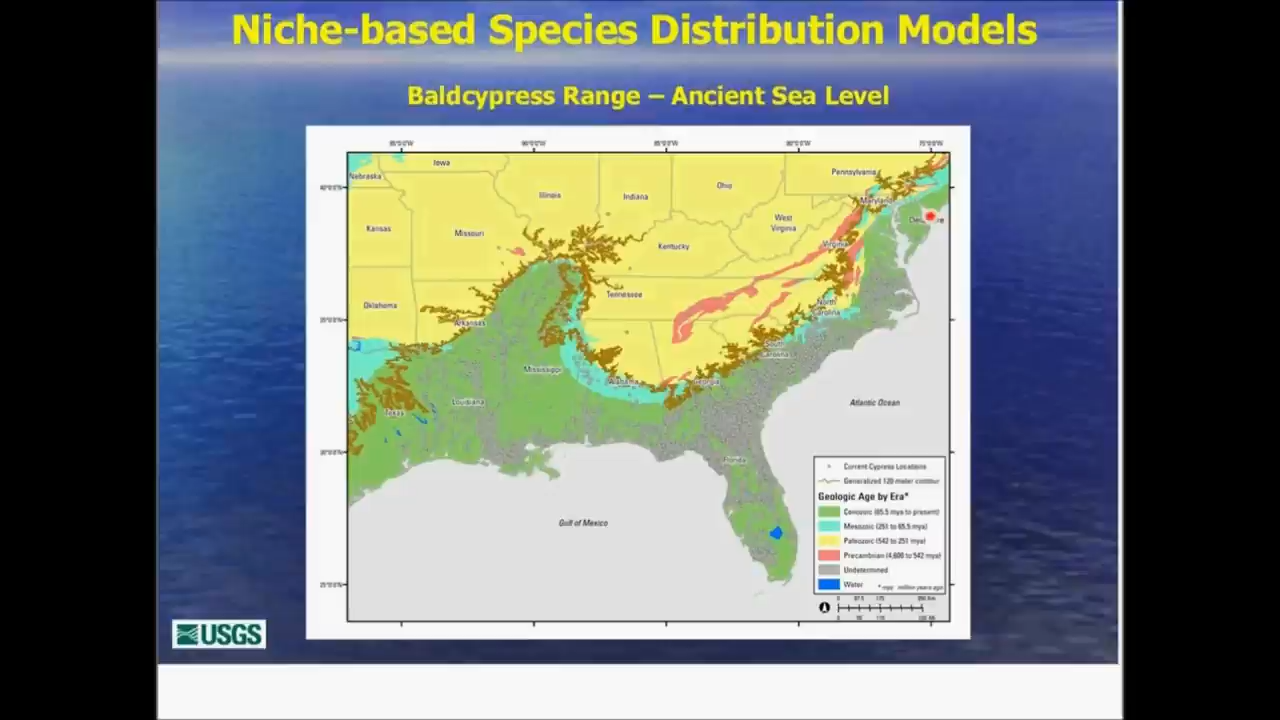 Niche-based Species Distribution Models
Baldcypress Range – Ancient Sea Level
Iowa
Nebraska
Pennsylvania
Illinois
Indiana
Ohio
Maryland
West
Virginia
Kansas
Missouri
Kentucky
Virginia
Tennessee
Oklahoma
North
Carolina
Arkansas
South
Carolina
Mississippi
Alabama
Georgia
Louisiana
Texas
Atlantic Ocean
Florida
Gulf of Mexico
Current Cypress Locations
Generalized 120 meter contour
Geologic Age by Era*
Cenozoic (65.5 mya to present)
Mesozoic (251 to 65.5 mya)
Paleozoic (542 to 251 mya)
Precambrian (4,600 to 542 mya)
Undetermined
Water
USGS